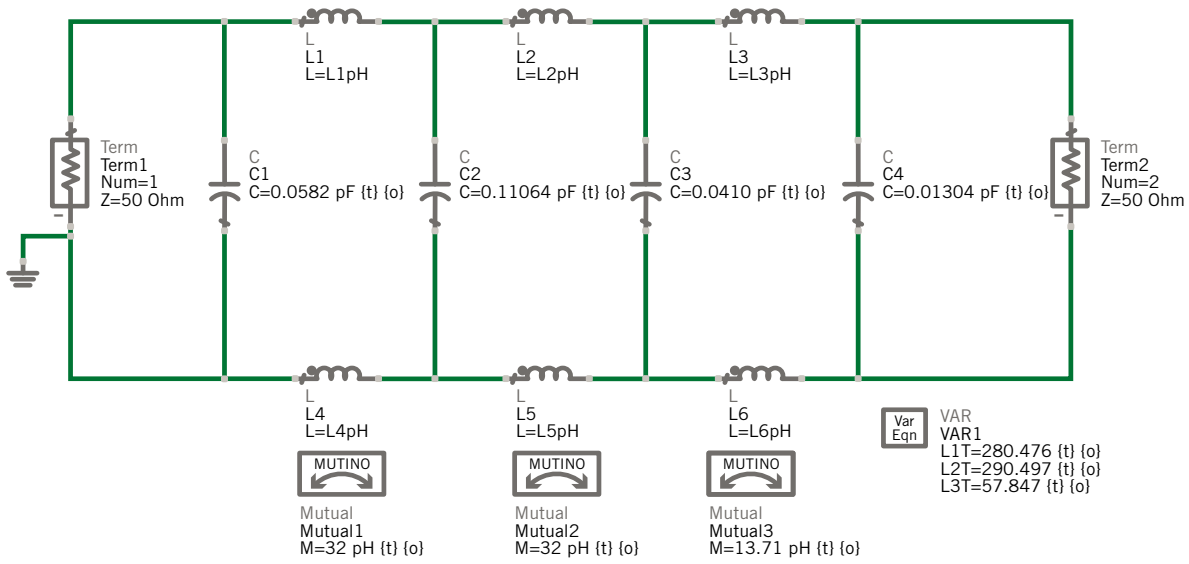 L
L1
L=L1pH
L
L2
L=L2pH
L
L3
L=L3pH
Term
Term1
Num=1
Z=50 Ohm
C
C1
C=0.0582 pF {t} {o}
C
C2
C=0.11064 pF {t} {o}
C
C3
C=0.0410 pF {t} {o}
C
C4
C=0.01304 pF {t} {o}
Term
Term2
Num=2
Z=50 Ohm
L
L4
L=L4pH
L
L5
L=L5pH
L
L6
L=L6pH
Var
Eqn
VAR
VAR1
L1T=280.476 {t} {o}
L2T=290.497 {t} {o}
L3T=57.847 {t} {o}
MUTINO
Mutual
Mutual1
M=32 pH {t} {o}
MUTINO
Mutual
Mutual2
M=32 pH {t} {o}
MUTINO
Mutual
Mutual3
M=13.71 pH {t} {o}